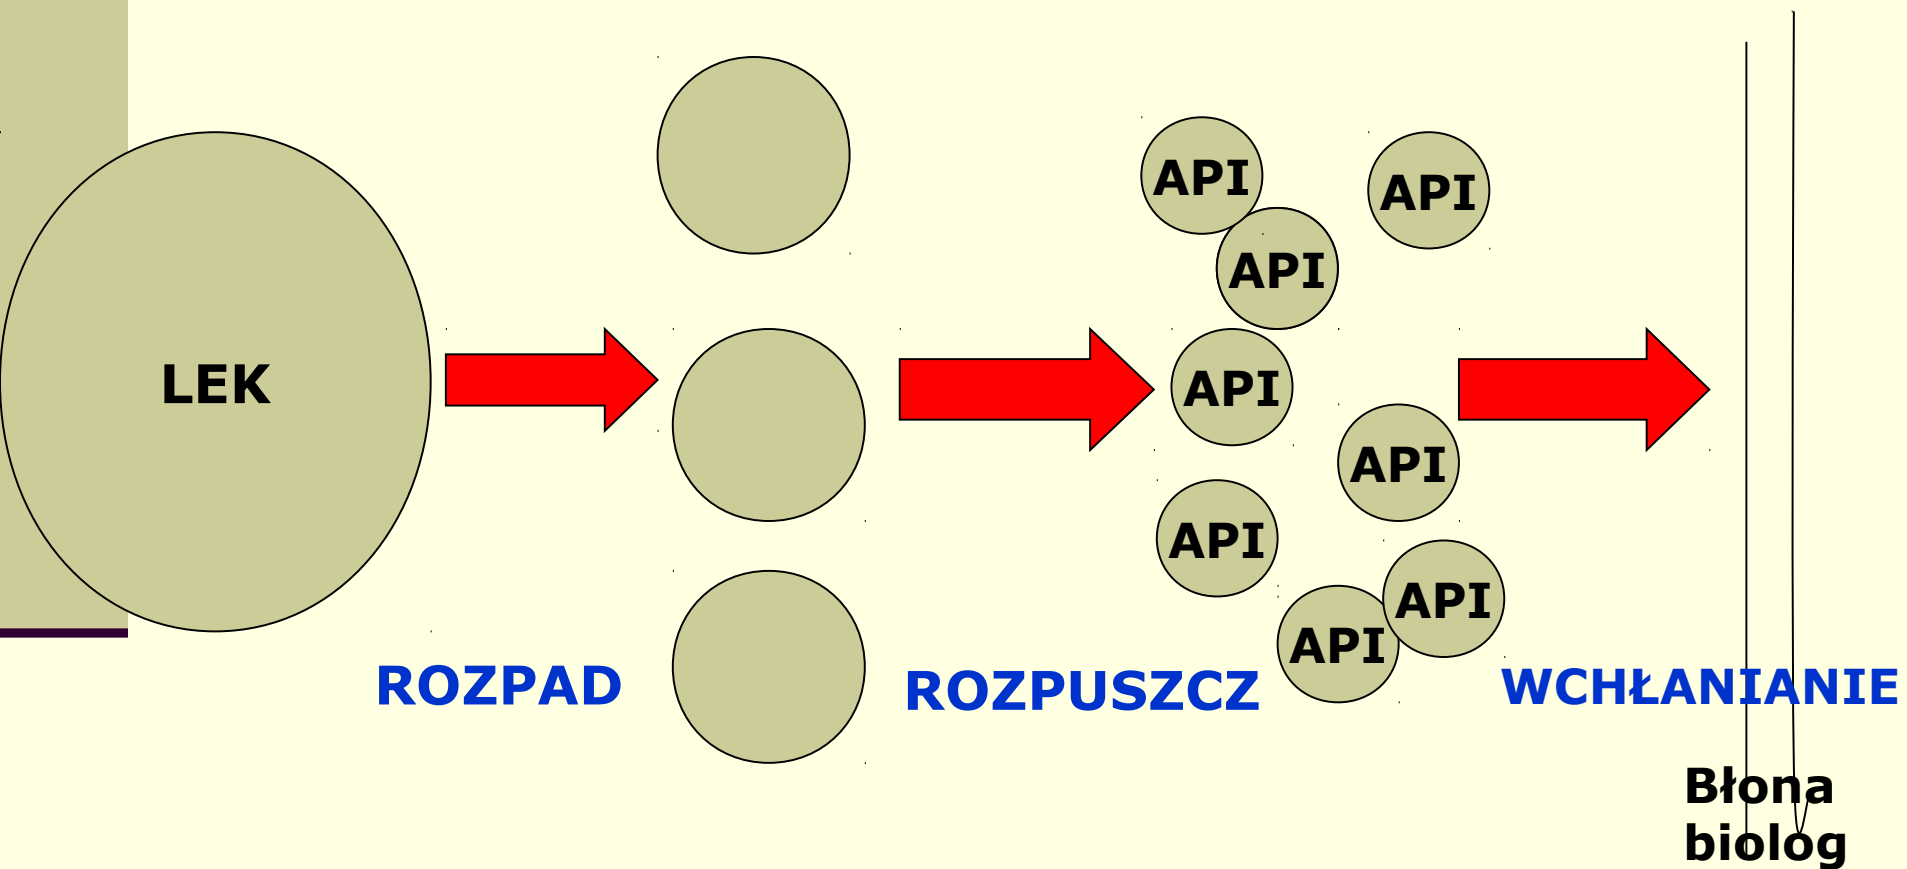 LEK
API
API
API
API
API
API
API
API
ROZPAD
ROZPUSZCZ
WCHŁANIANIE
Błona
biolog